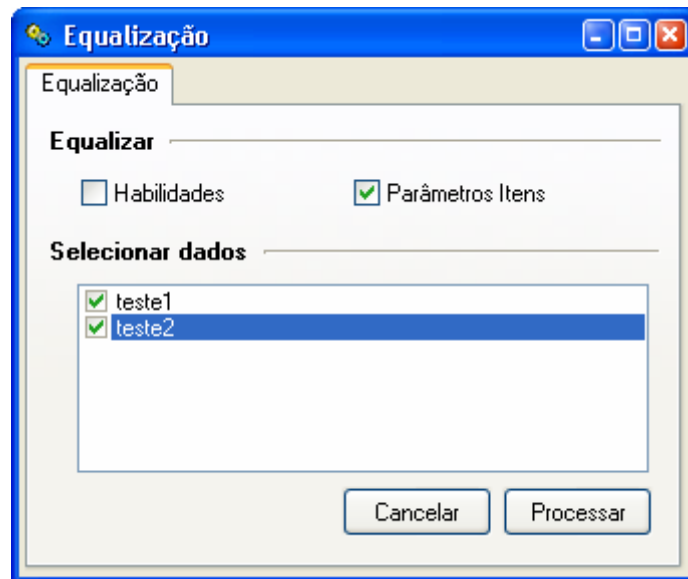 Equalização
Equalização
Equalizar
Habilidades Parâmetros Itens
Selecionar dados
teste1
teste2
Cancelar Processar